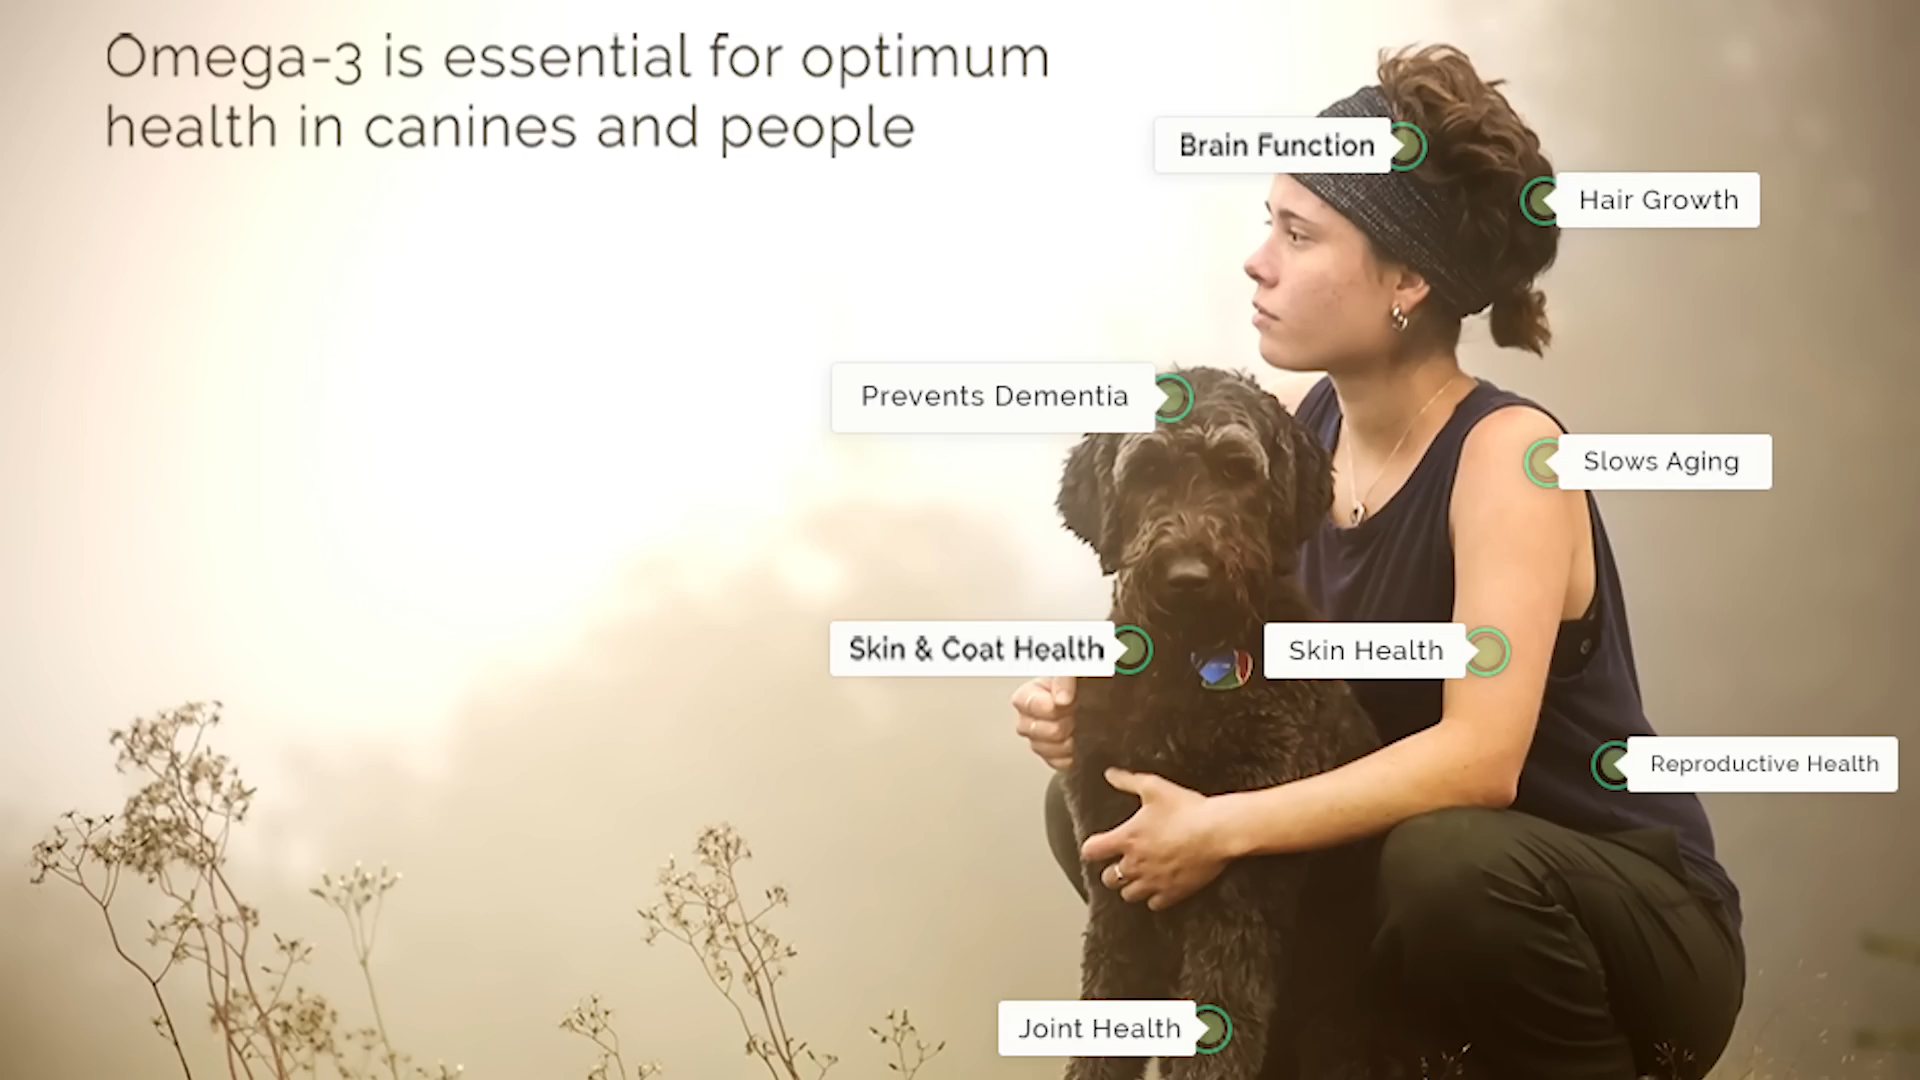 Omega-3 is essential for optimum
health in canines and people
Brain Function
Hair Growth
Prevents Dementia
Slows Aging
Skin & Coat Health
Skin Health
Reproductive Health
Joint Health